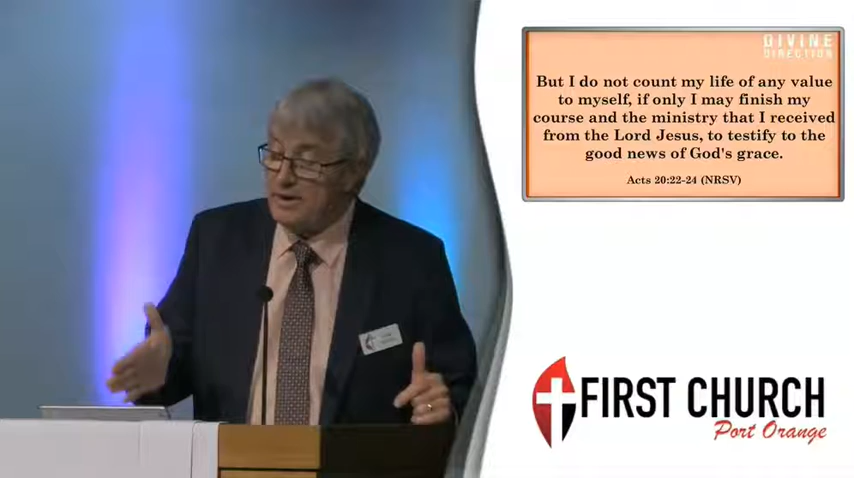 DIVINE
DIRECTION
But I do not count my life of any value
to myself, if only I may finish my
course and the ministry that I received
from the Lord Jesus, to testify to the
good news of God's grace.
Acts 20:22-24 (NRSV)
FIRST CHURCH
Port Orange